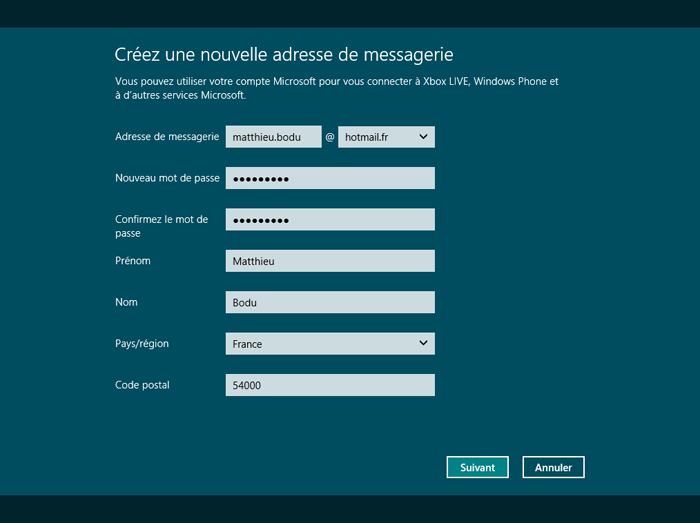 Créez une nouvelle adresse de messagerie
Vous pouvez utiliser votre compte Microsoft pour vous connecter à Xbox LIVE, Windows Phone et
à d'autres services Microsoft.
Adresse de messagerie matthieu.bodu @ hotmail.fr
Nouveau mot de passe ●●●●●●●●●
Confirmez le mot de
passe ●●●●●●●●●
Prénom Matthieu
Nom Bodu
Pays/région France
Code postal 54000
Suivant Annuler